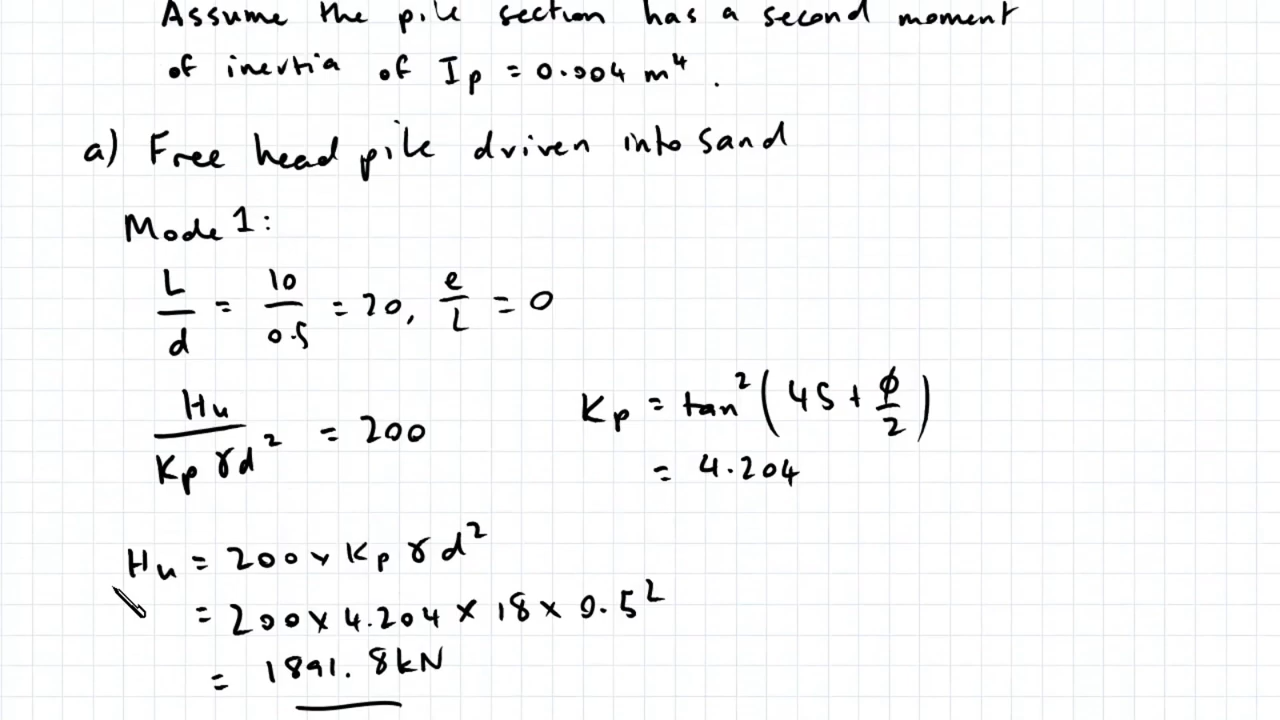 Assume the pile section has a second moment
of inertia of Ip = 0.004 m⁴.
a) Free head pile driven into sand
Mode 1:
L/d = 10/0.5 = 20, e/L = 0
Hu/(Kp γd²) = 200
Kp = tan²(45 + ϕ/2)
= 4.204
Hu = 200 × Kp γ d²
= 200 × 4.204 × 18 × 0.5²
= 1891.8 kN